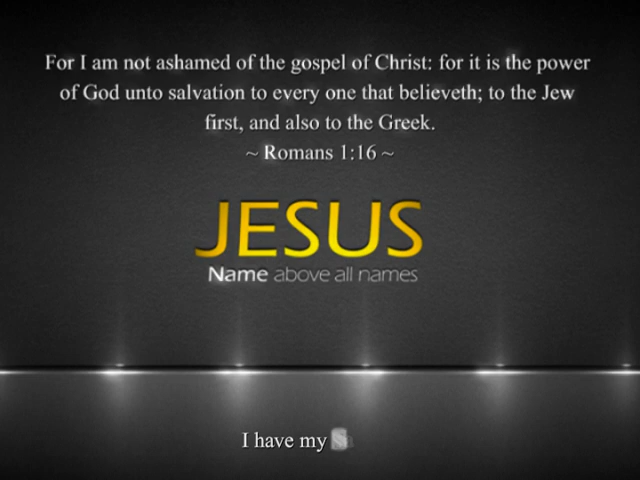 For I am not ashamed of the gospel of Christ: for it is the power
of God unto salvation to every one that believeth; to the Jew
first, and also to the Greek.
~ Romans 1:16 ~
JESUS
Name above all names
I have my